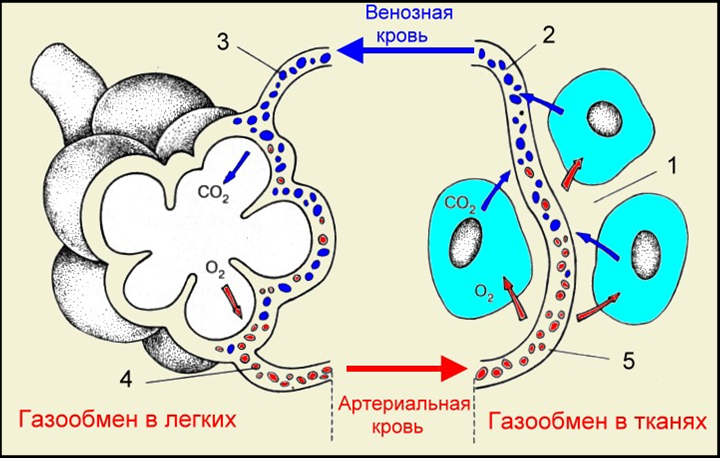 Венозная
кровь
3
2
1
CO2
CO2
O2
O2
4
5
Артериальная
кровь
Газообмен в легких
Газообмен в тканях